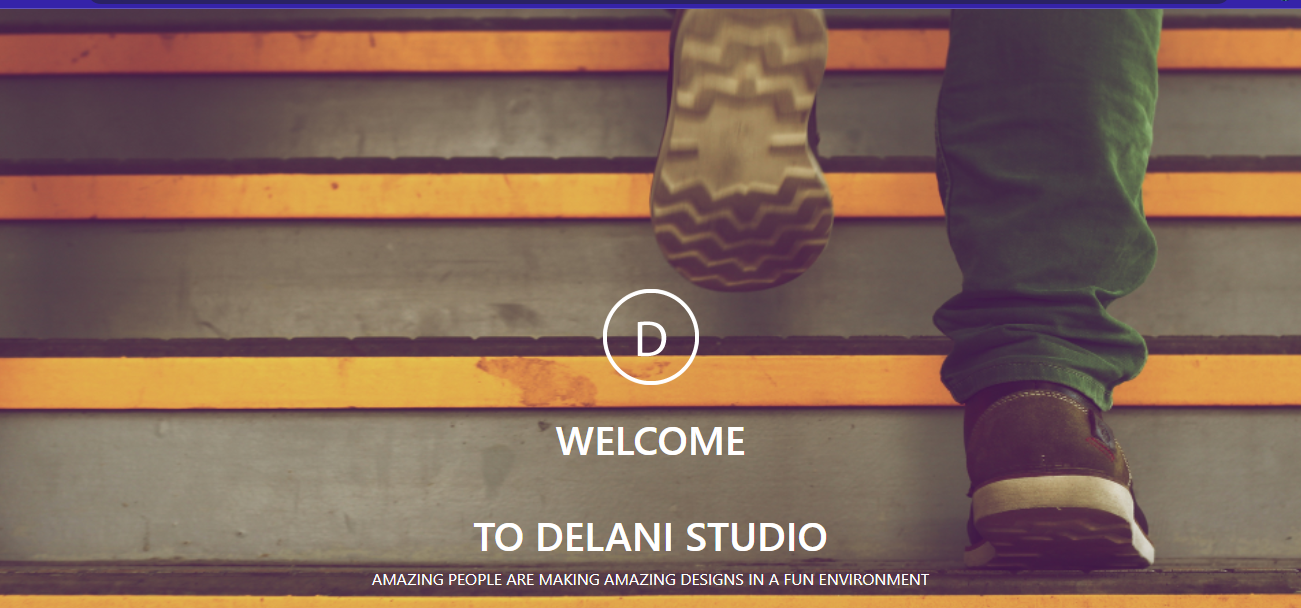 D
WELCOME
TO DELANI STUDIO
AMAZING PEOPLE ARE MAKING AMAZING DESIGNS IN A FUN ENVIRONMENT